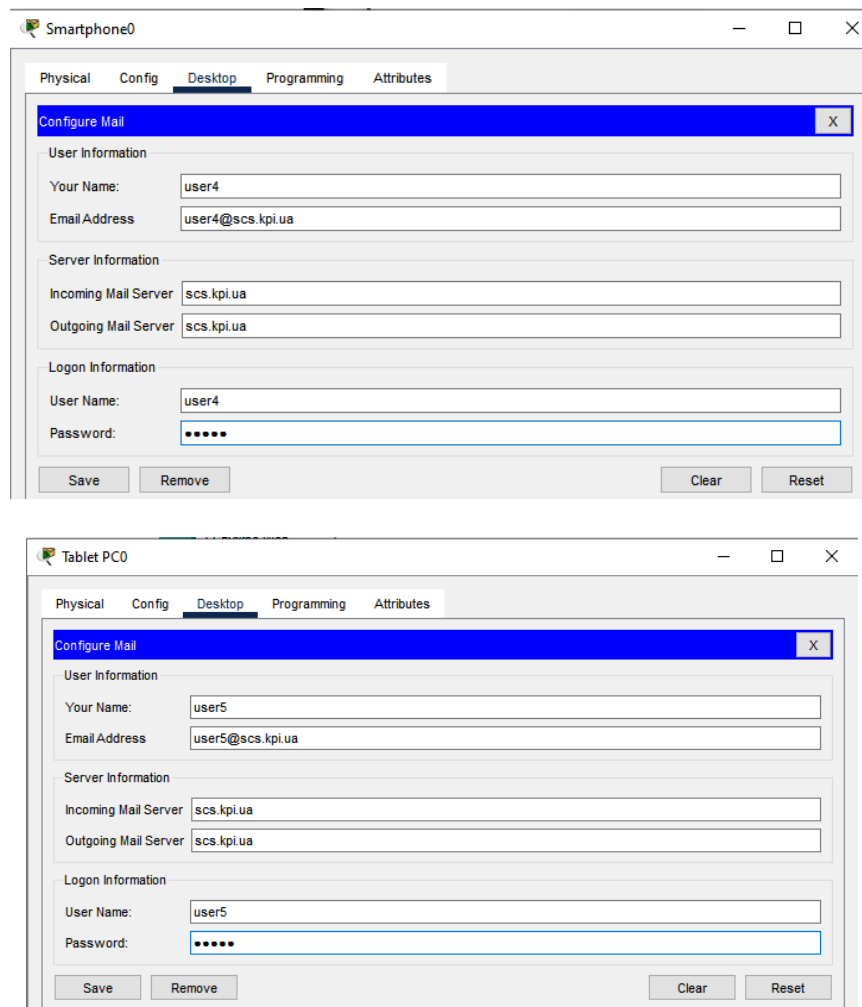 Smartphone0
Physical Config Desktop Programming Attributes
Configure Mail X
User Information
Your Name: user4
Email Address user4@scs.kpi.ua
Server Information
Incoming Mail Server scs.kpi.ua
Outgoing Mail Server scs.kpi.ua
Logon Information
User Name: user4
Password: •••••
Save Remove Clear Reset
Tablet PC0
Physical Config Desktop Programming Attributes
Configure Mail X
User Information
Your Name: user5
Email Address user5@scs.kpi.ua
Server Information
Incoming Mail Server scs.kpi.ua
Outgoing Mail Server scs.kpi.ua
Logon Information
User Name: user5
Password: •••••
Save Remove Clear Reset